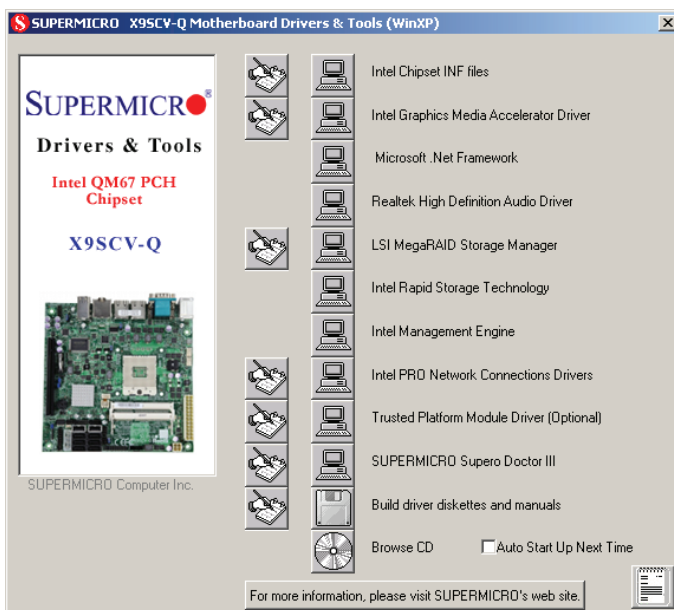 SUPERMICRO X9SCV-Q Motherboard Drivers & Tools (WinXP)
SUPERMICR®
Drivers & Tools
Intel QM67 PCH
Chipset
X9SCV-Q
SUPERMICRO Computer Inc.
Intel Chipset INF files
Intel Graphics Media Accelerator Driver
Microsoft .Net Framework
Realtek High Definition Audio Driver
LSI MegaRAID Storage Manager
Intel Rapid Storage Technology
Intel Management Engine
Intel PRO Network Connections Drivers
Trusted Platform Module Driver (Optional)
SUPERMICRO Supero Doctor III
Build driver diskettes and manuals
Browse CD Auto Start Up Next Time
For more information, please visit SUPERMICRO's web site.